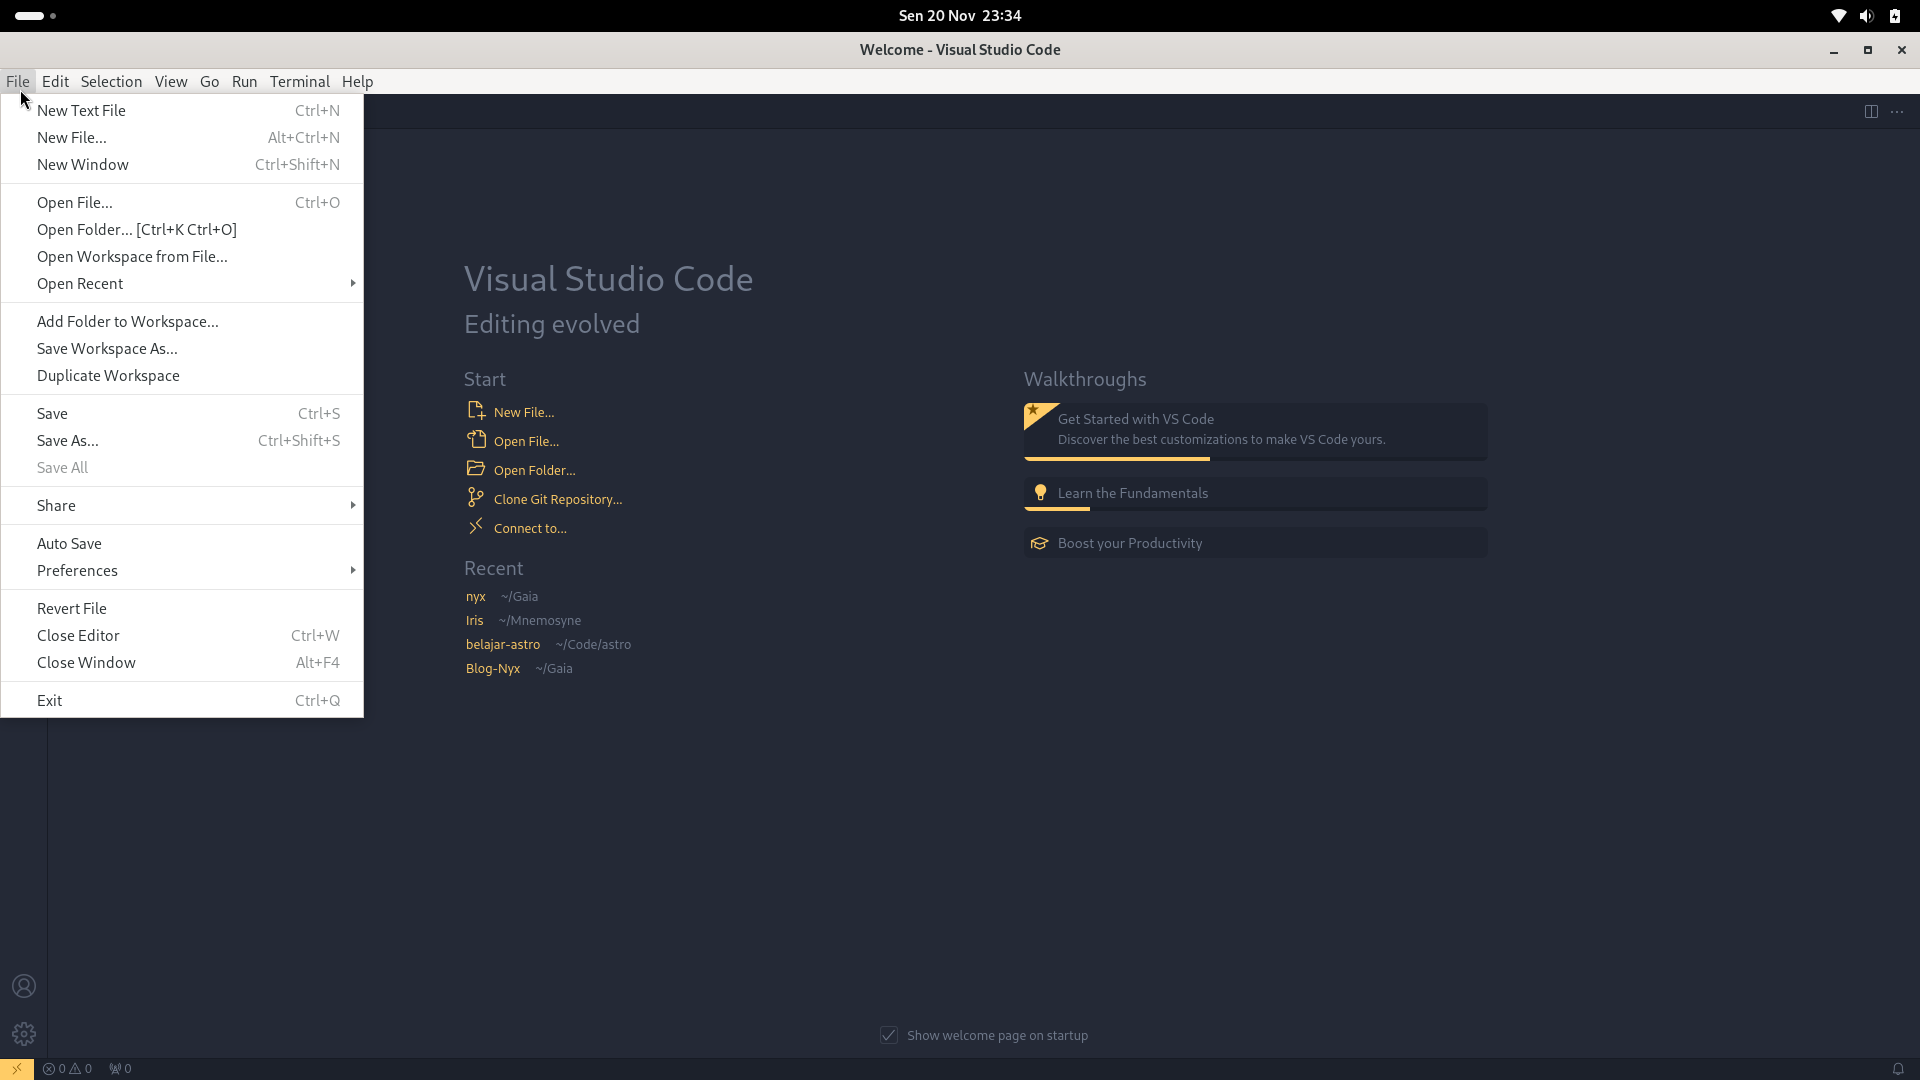 Sen 20 Nov 23:34
Welcome - Visual Studio Code
File Edit Selection View Go Run Terminal Help
New Text File Ctrl+N
New File... Alt+Ctrl+N
New Window Ctrl+Shift+N
Open File... Ctrl+O
Open Folder... [Ctrl+K Ctrl+O]
Open Workspace from File...
Open Recent
Add Folder to Workspace...
Save Workspace As...
Duplicate Workspace
Save Ctrl+S
Save As... Ctrl+Shift+S
Save All
Share
Auto Save
Preferences
Revert File
Close Editor Ctrl+W
Close Window Alt+F4
Exit Ctrl+Q
Visual Studio Code
Editing evolved
Start
New File...
Open File...
Open Folder...
Clone Git Repository...
Connect to...
Recent
nyx ~/Gaia
Iris ~/Mnemosyne
belajar-astro ~/Code/astro
Blog-Nyx ~/Gaia
Walkthroughs
Get Started with VS Code
Discover the best customizations to make VS Code yours.
Learn the Fundamentals
Boost your Productivity
Show welcome page on startup
0 0 0